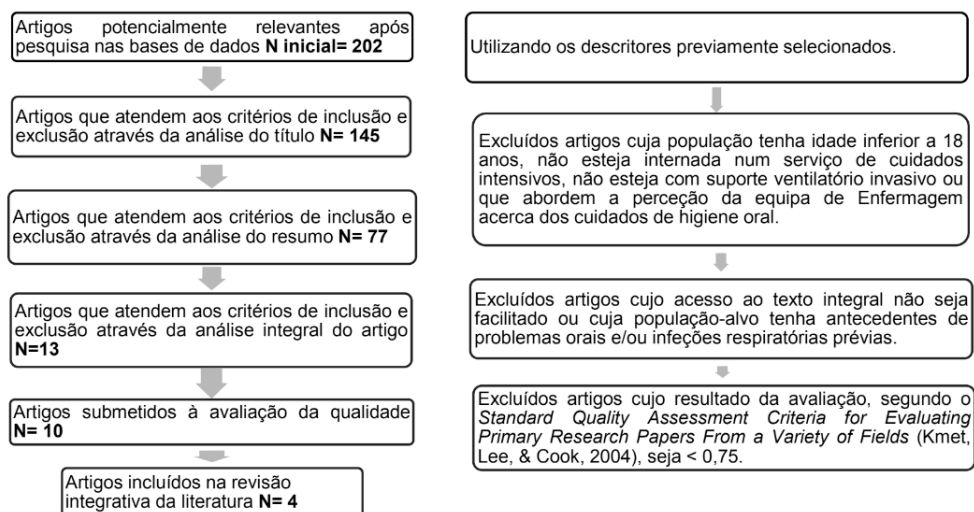 Artigos potencialmente relevantes após
pesquisa nas bases de dados N inicial= 202
Artigos que atendem aos critérios de inclusão e
exclusão através da análise do título N= 145
Artigos que atendem aos critérios de inclusão e
exclusão através da análise do resumo N= 77
Artigos que atendem aos critérios de inclusão e
exclusão através da análise integral do artigo
N=13
Artigos submetidos à avaliação da qualidade
N= 10
Artigos incluídos na revisão
integrativa da literatura N= 4
Utilizando os descritores previamente selecionados.
Excluídos artigos cuja população tenha idade inferior a 18
anos, não esteja internada num serviço de cuidados
intensivos, não esteja com suporte ventilatório invasivo ou
que abordem a perceção da equipa de Enfermagem
acerca dos cuidados de higiene oral.
Excluídos artigos cujo acesso ao texto integral não seja
facilitado ou cuja população-alvo tenha antecedentes de
problemas orais e/ou infeções respiratórias prévias.
Excluídos artigos cujo resultado da avaliação, segundo o
Standard Quality Assessment Criteria for Evaluating
Primary Research Papers From a Variety of Fields (Kmet,
Lee, & Cook, 2004), seja < 0,75.